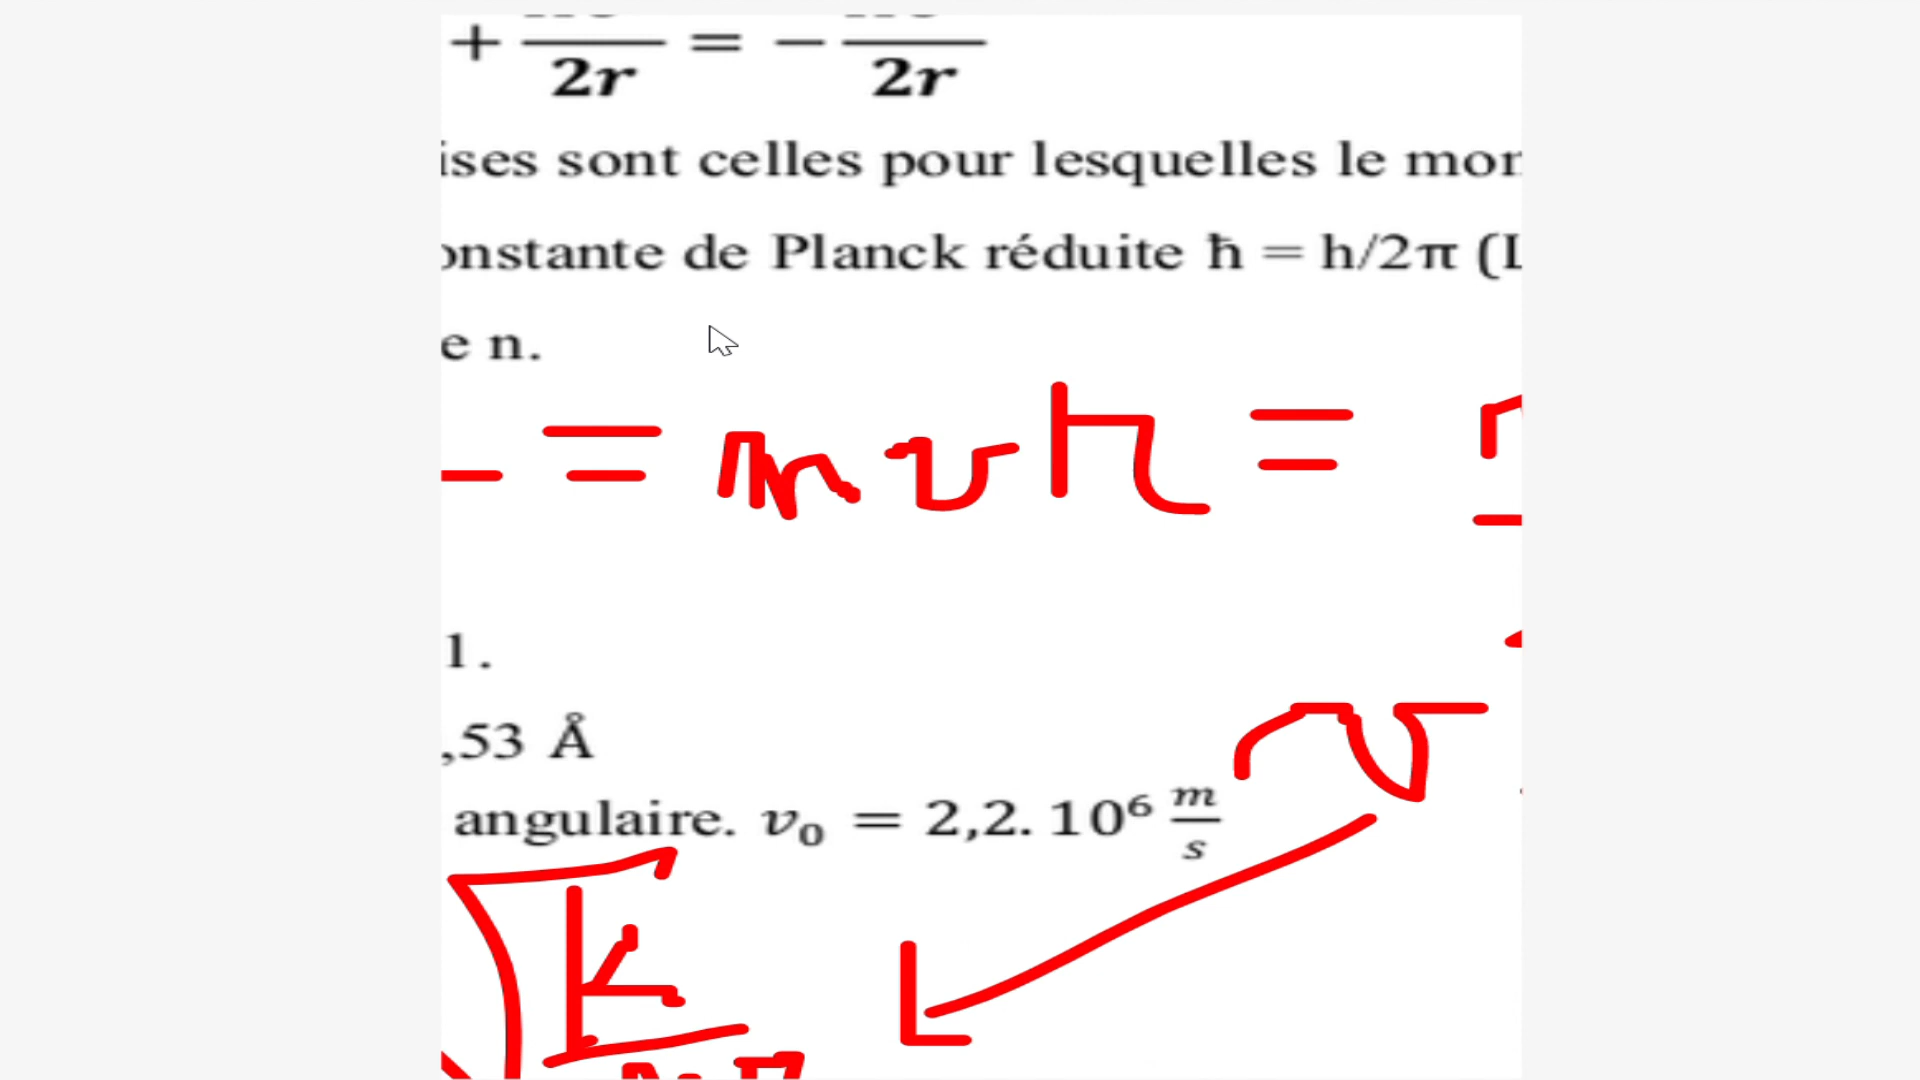 + 2r = − 2r
ises sont celles pour lesquelles le mor
onstante de Planck réduite ħ = h/2π (L
e n.
= m v r =
1.
,53 Å
angulaire. v₀ = 2,2. 10⁶ m/s
k